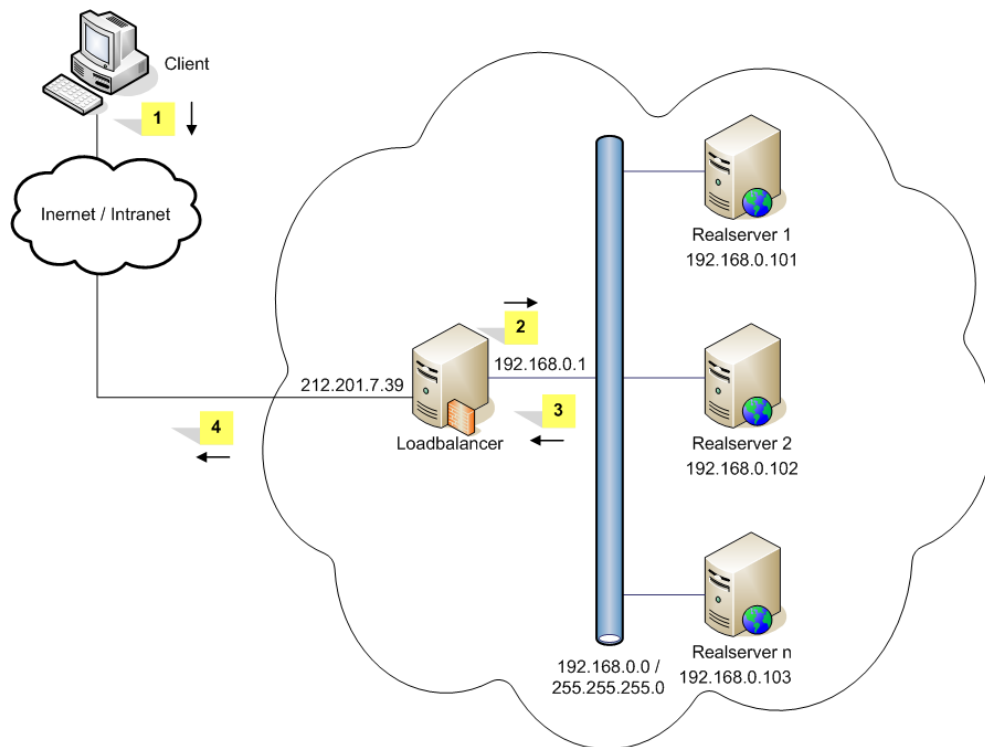 Client
1
Inernet / Intranet
Realserver 1
192.168.0.101
2
192.168.0.1
212.201.7.39
3
4
Loadbalancer
Realserver 2
192.168.0.102
Realserver n
192.168.0.103
192.168.0.0 /
255.255.255.0